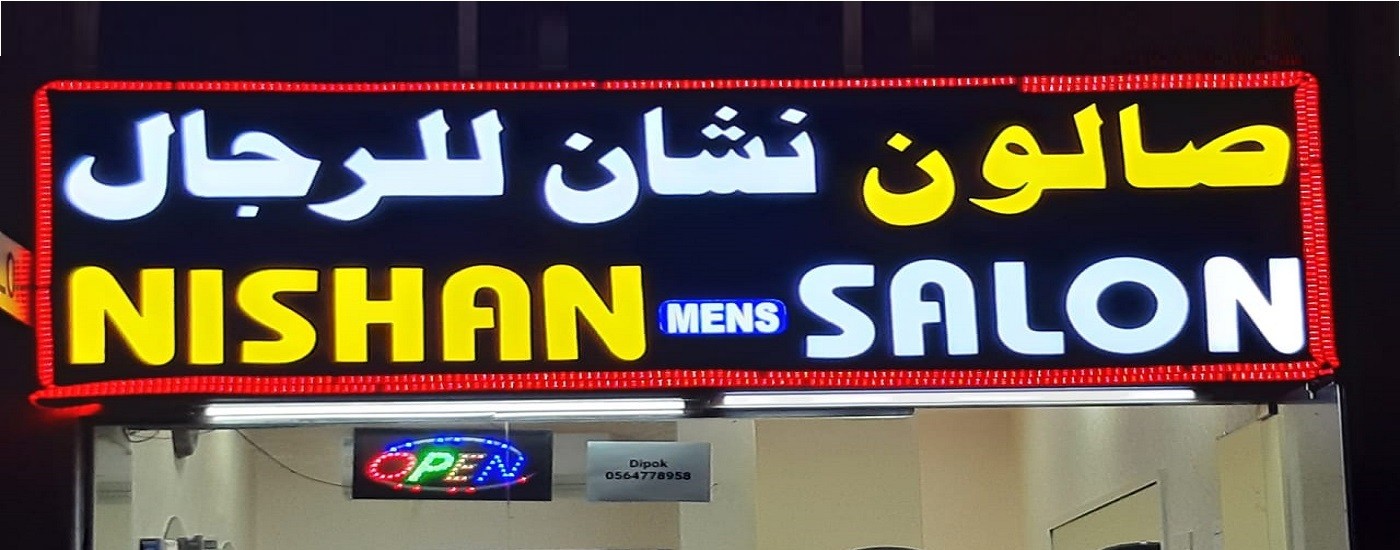 صالون نشان للرجال
NISHAN MENS SALON
OPEN
Dipok
0564778958